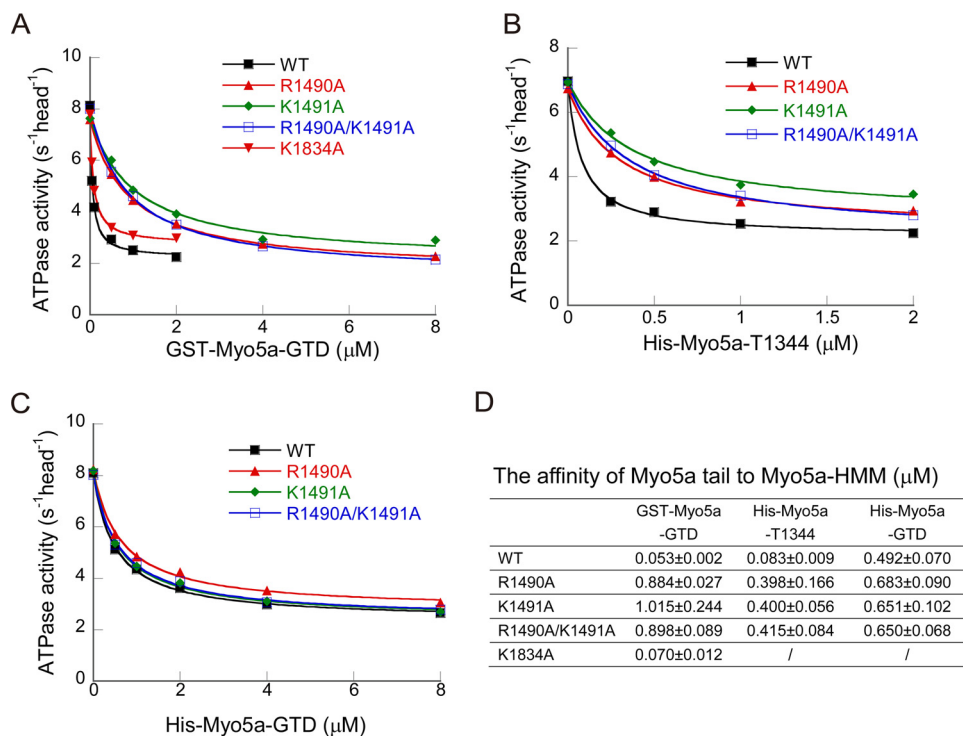 A
10
8
6
4
2
0
0
2
4
6
8
ATPase activity (s⁻¹head⁻¹)
GST-Myo5a-GTD (μM)
WT
R1490A
K1491A
R1490A/K1491A
K1834A
B
8
6
4
2
0
0
0.5
1
1.5
2
ATPase activity (s⁻¹head⁻¹)
His-Myo5a-T1344 (μM)
WT
R1490A
K1491A
R1490A/K1491A
C
10
8
6
4
2
0
0
2
4
6
8
ATPase activity (s⁻¹head⁻¹)
His-Myo5a-GTD (μM)
WT
R1490A
K1491A
R1490A/K1491A
D
The affinity of Myo5a tail to Myo5a-HMM (μM)
GST-Myo5a His-Myo5a His-Myo5a
-GTD -T1344 -GTD
WT 0.053±0.002 0.083±0.009 0.492±0.070
R1490A 0.884±0.027 0.398±0.166 0.683±0.090
K1491A 1.015±0.244 0.400±0.056 0.651±0.102
R1490A/K1491A 0.898±0.089 0.415±0.084 0.650±0.068
K1834A 0.070±0.012 / /